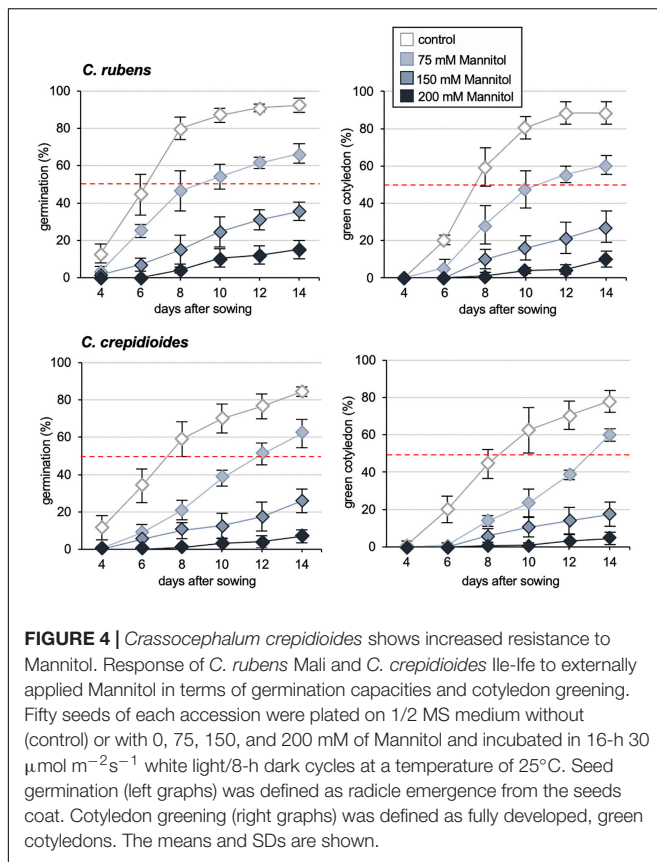 control
75 mM Mannitol
150 mM Mannitol
200 mM Mannitol
C. rubens
germination (%)
100
80
60
40
20
0
4 6 8 10 12 14
days after sowing
green cotyledon (%)
100
80
60
40
20
0
4 6 8 10 12 14
days after sowing
C. crepidioides
germination (%)
100
80
60
40
20
0
4 6 8 10 12 14
days after sowing
green cotyledon (%)
100
80
60
40
20
0
4 6 8 10 12 14
days after sowing
FIGURE 4 | Crassocephalum crepidioides shows increased resistance to
Mannitol. Response of C. rubens Mali and C. crepidioides Ile-Ife to externally
applied Mannitol in terms of germination capacities and cotyledon greening.
Fifty seeds of each accession were plated on 1/2 MS medium without
(control) or with 0, 75, 150, and 200 mM of Mannitol and incubated in 16-h 30
μmol m−2s−1 white light/8-h dark cycles at a temperature of 25°C. Seed
germination (left graphs) was defined as radicle emergence from the seeds
coat. Cotyledon greening (right graphs) was defined as fully developed, green
cotyledons. The means and SDs are shown.